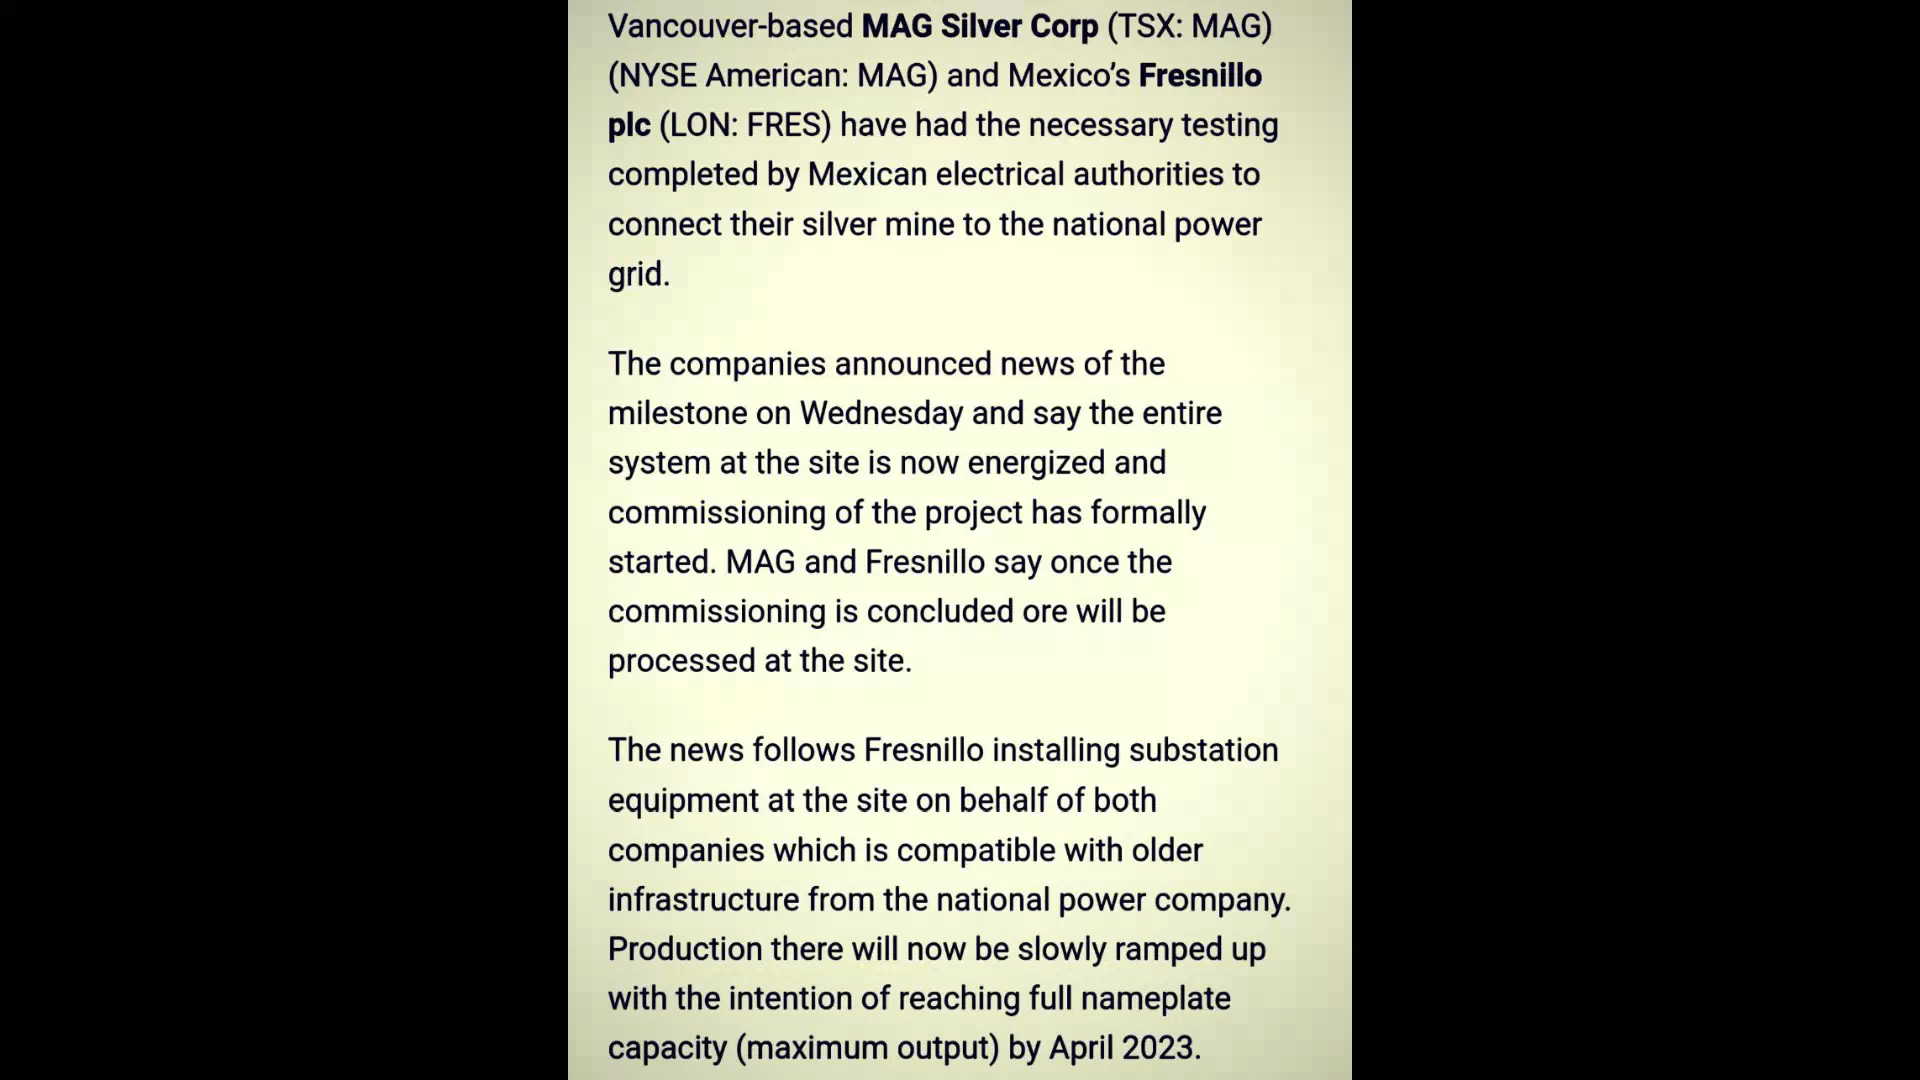 Vancouver-based MAG Silver Corp (TSX: MAG)
(NYSE American: MAG) and Mexico’s Fresnillo
plc (LON: FRES) have had the necessary testing
completed by Mexican electrical authorities to
connect their silver mine to the national power
grid.
The companies announced news of the
milestone on Wednesday and say the entire
system at the site is now energized and
commissioning of the project has formally
started. MAG and Fresnillo say once the
commissioning is concluded ore will be
processed at the site.
The news follows Fresnillo installing substation
equipment at the site on behalf of both
companies which is compatible with older
infrastructure from the national power company.
Production there will now be slowly ramped up
with the intention of reaching full nameplate
capacity (maximum output) by April 2023.